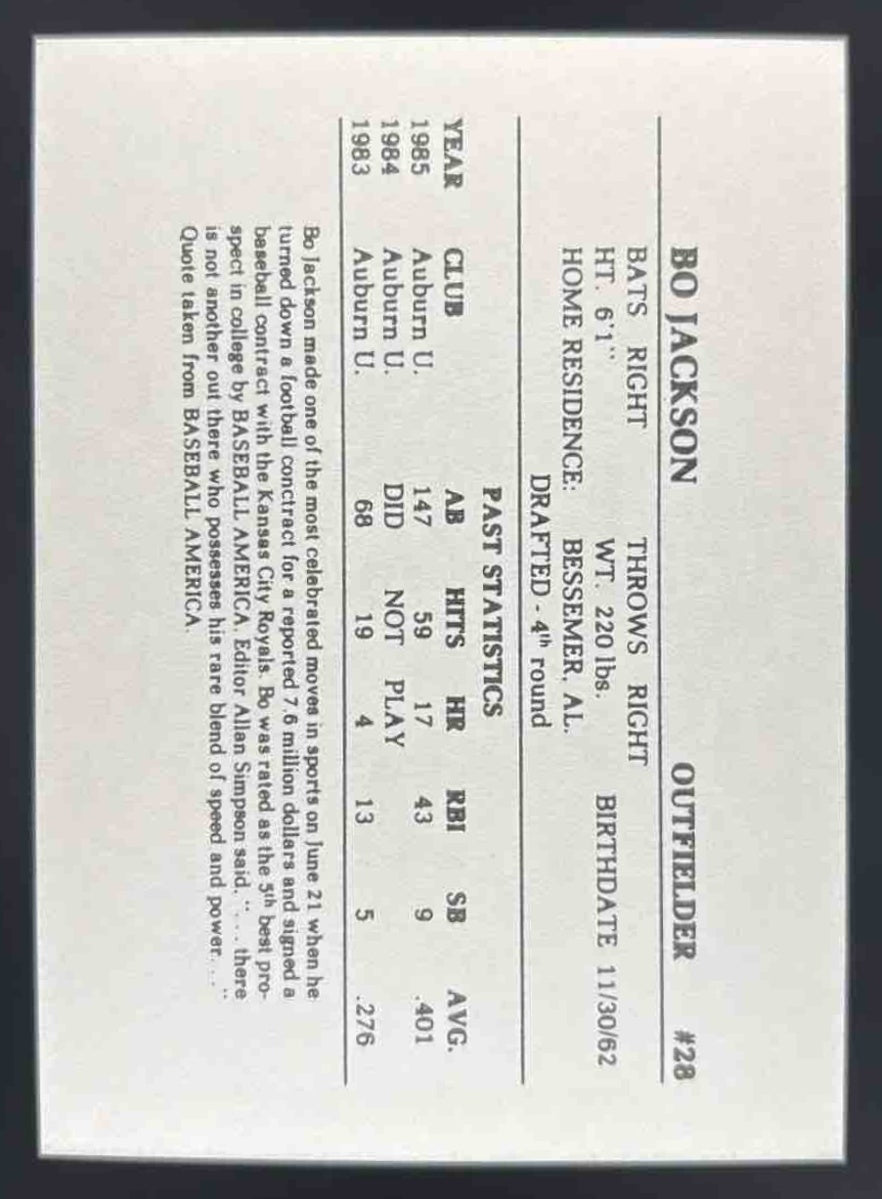 BO JACKSON OUTFIELDER #28
BATS RIGHT THROWS RIGHT
HT. 6'1" WT. 220 lbs. BIRTHDATE 11/30/62
HOME RESIDENCE: BESSEMER, AL.
DRAFTED - 4th round
PAST STATISTICS
YEAR CLUB AB HITS HR RBI SB AVG.
1985 Auburn U. 147 59 17 43 9 .401
1984 Auburn U. DID NOT PLAY
1983 Auburn U. 68 19 4 13 5 .276
Bo Jackson made one of the most celebrated moves in sports on June 21 when he
turned down a football conctract for a reported 7.6 million dollars and signed a
baseball contract with the Kansas City Royals. Bo was rated as the 5th best pro-
spect in college by BASEBALL AMERICA. Editor Allan Simpson said, "... there
is not another out there who possesses his rare blend of speed and power...."
Quote taken from BASEBALL AMERICA.